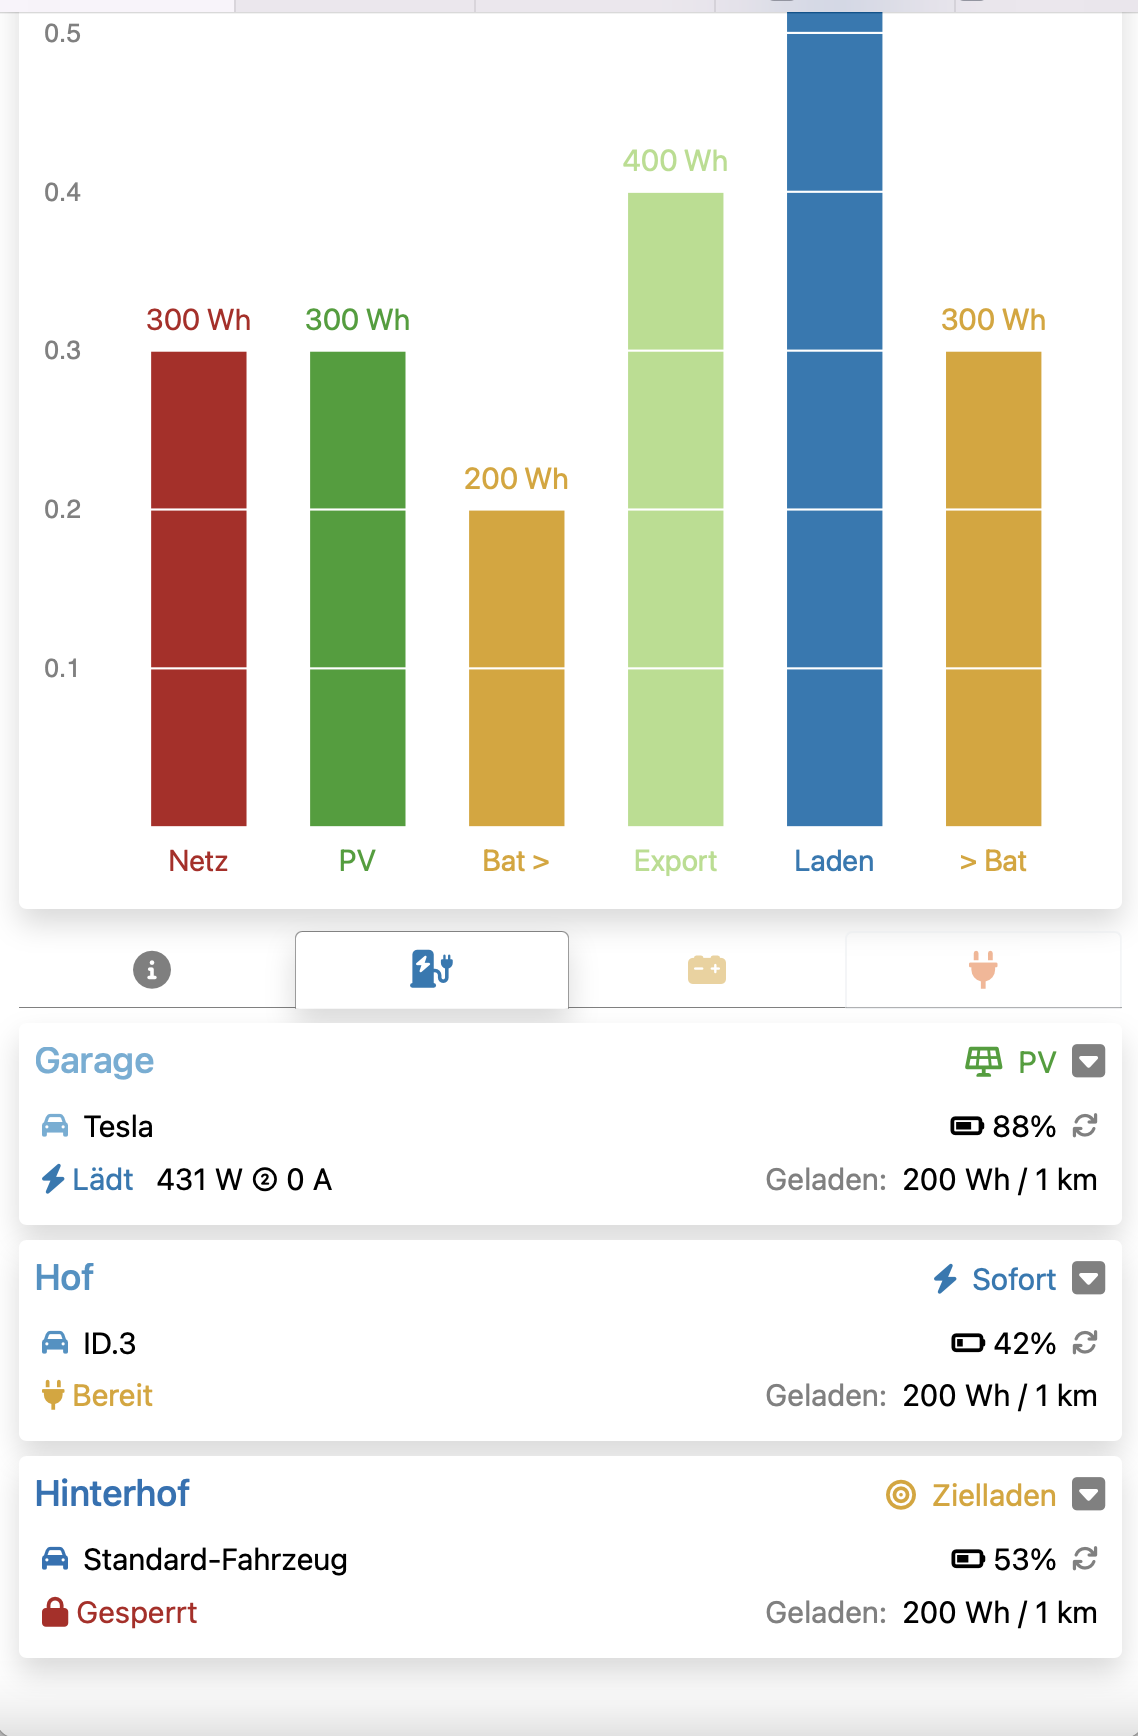 0.5
400 Wh
0.4
300 Wh 300 Wh 300 Wh
0.3
200 Wh
0.2
0.1
Netz PV Bat > Export Laden > Bat
Garage PV
Tesla 88%
Lädt 431 W ② 0 A Geladen: 200 Wh / 1 km
Hof Sofort
ID.3 42%
Bereit Geladen: 200 Wh / 1 km
Hinterhof Zielladen
Standard-Fahrzeug 53%
Gesperrt Geladen: 200 Wh / 1 km